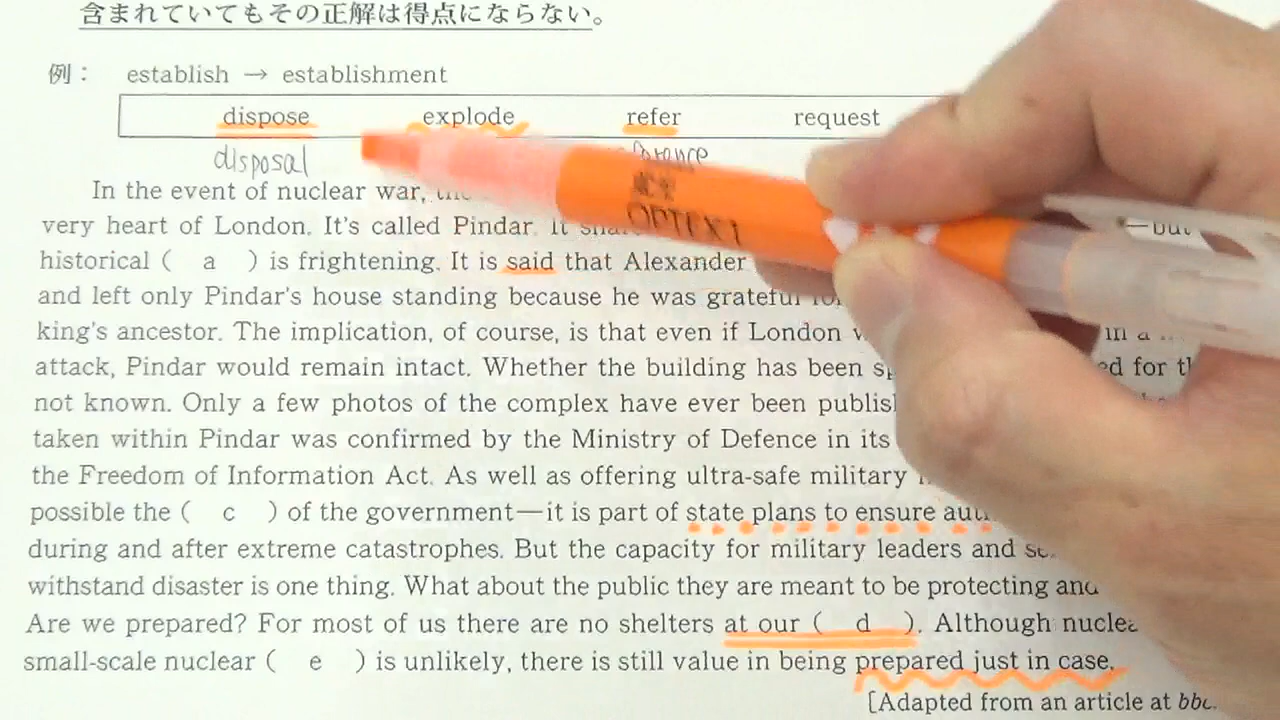 含まれていてもその正解は得点にならない。
例： establish → establishment
dispose explode refer request
disposal
In the event of nuclear war,
very heart of London. It's called Pindar. It
historical ( a ) is frightening. It is said that Alexander
and left only Pindar's house standing because he was grateful
king's ancestor. The implication, of course, is that even if London in a
attack, Pindar would remain intact. Whether the building has been for
not known. Only a few photos of the complex have ever been
taken within Pindar was confirmed by the Ministry of Defence in its
the Freedom of Information Act. As well as offering ultra-safe military
possible the ( c ) of the government—it is part of state plans to ensure
during and after extreme catastrophes. But the capacity for military leaders and
withstand disaster is one thing. What about the public they are meant to be protecting and
Are we prepared? For most of us there are no shelters at our ( d ). Although
small-scale nuclear ( e ) is unlikely, there is still value in being prepared just in case.
[Adapted from an article at